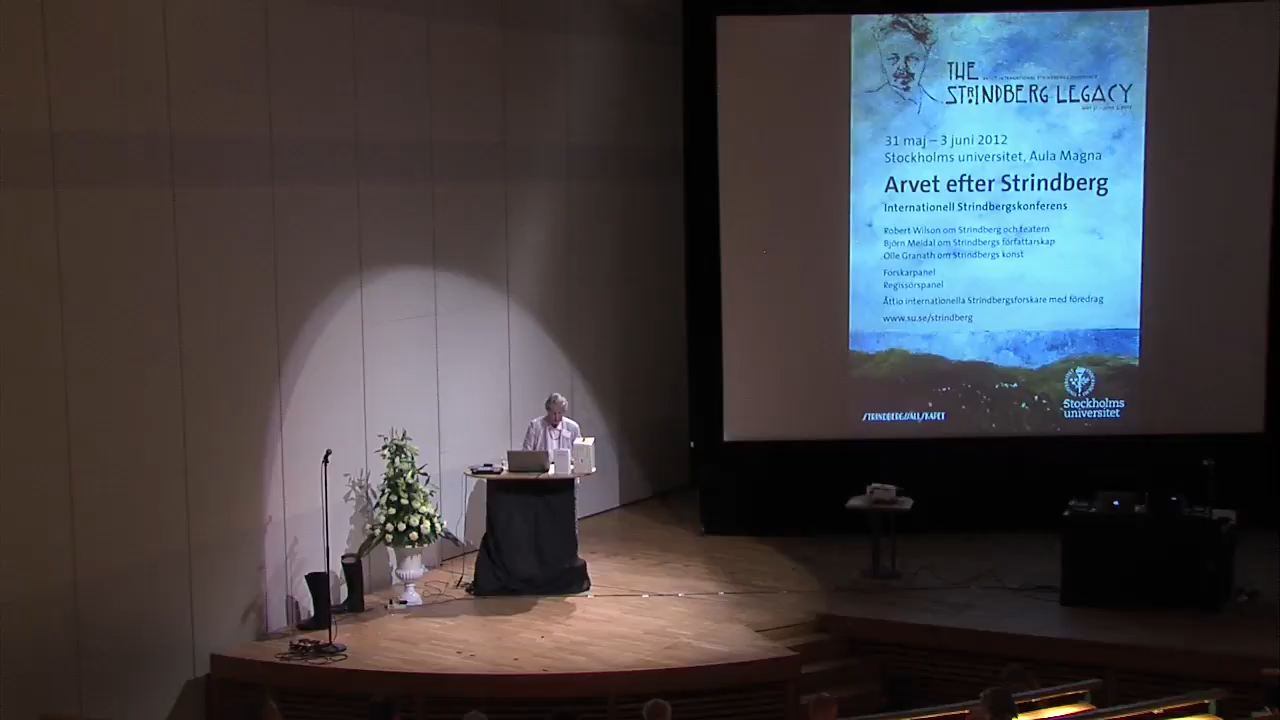 THE
STRINDBERG LEGACY
31 maj – 3 juni 2012
Stockholms universitet, Aula Magna
Arvet efter Strindberg
Internationell Strindbergskonferens
Robert Wilson om Strindberg och teatern
Björn Meidal om Strindbergs författarskap
Olle Granath om Strindbergs konst
Forskarpanel
Regissörspanel
Åttio internationella Strindbergsforskare med föredrag
www.su.se/strindberg
STRINDBERGSSÄLLSKAPET
Stockholms
universitet